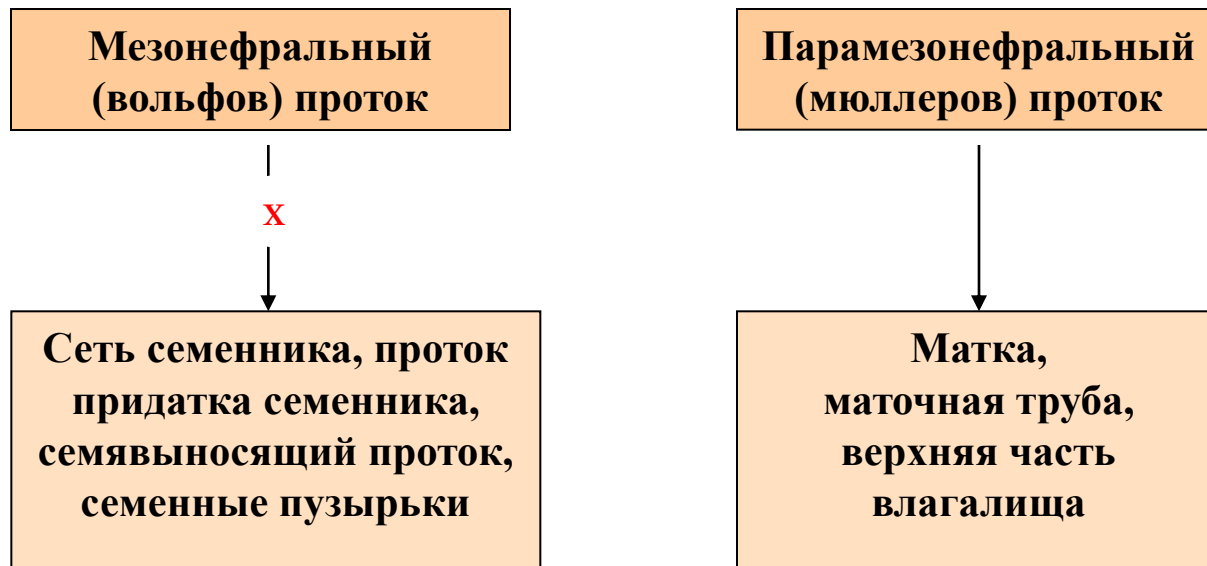 Мезонефральный
(вольфов) проток
Парамезонефральный
(мюллеров) проток
X
Сеть семенника, проток
придатка семенника,
семявыносящий проток,
семенные пузырьки
Матка,
маточная труба,
верхняя часть
влагалища